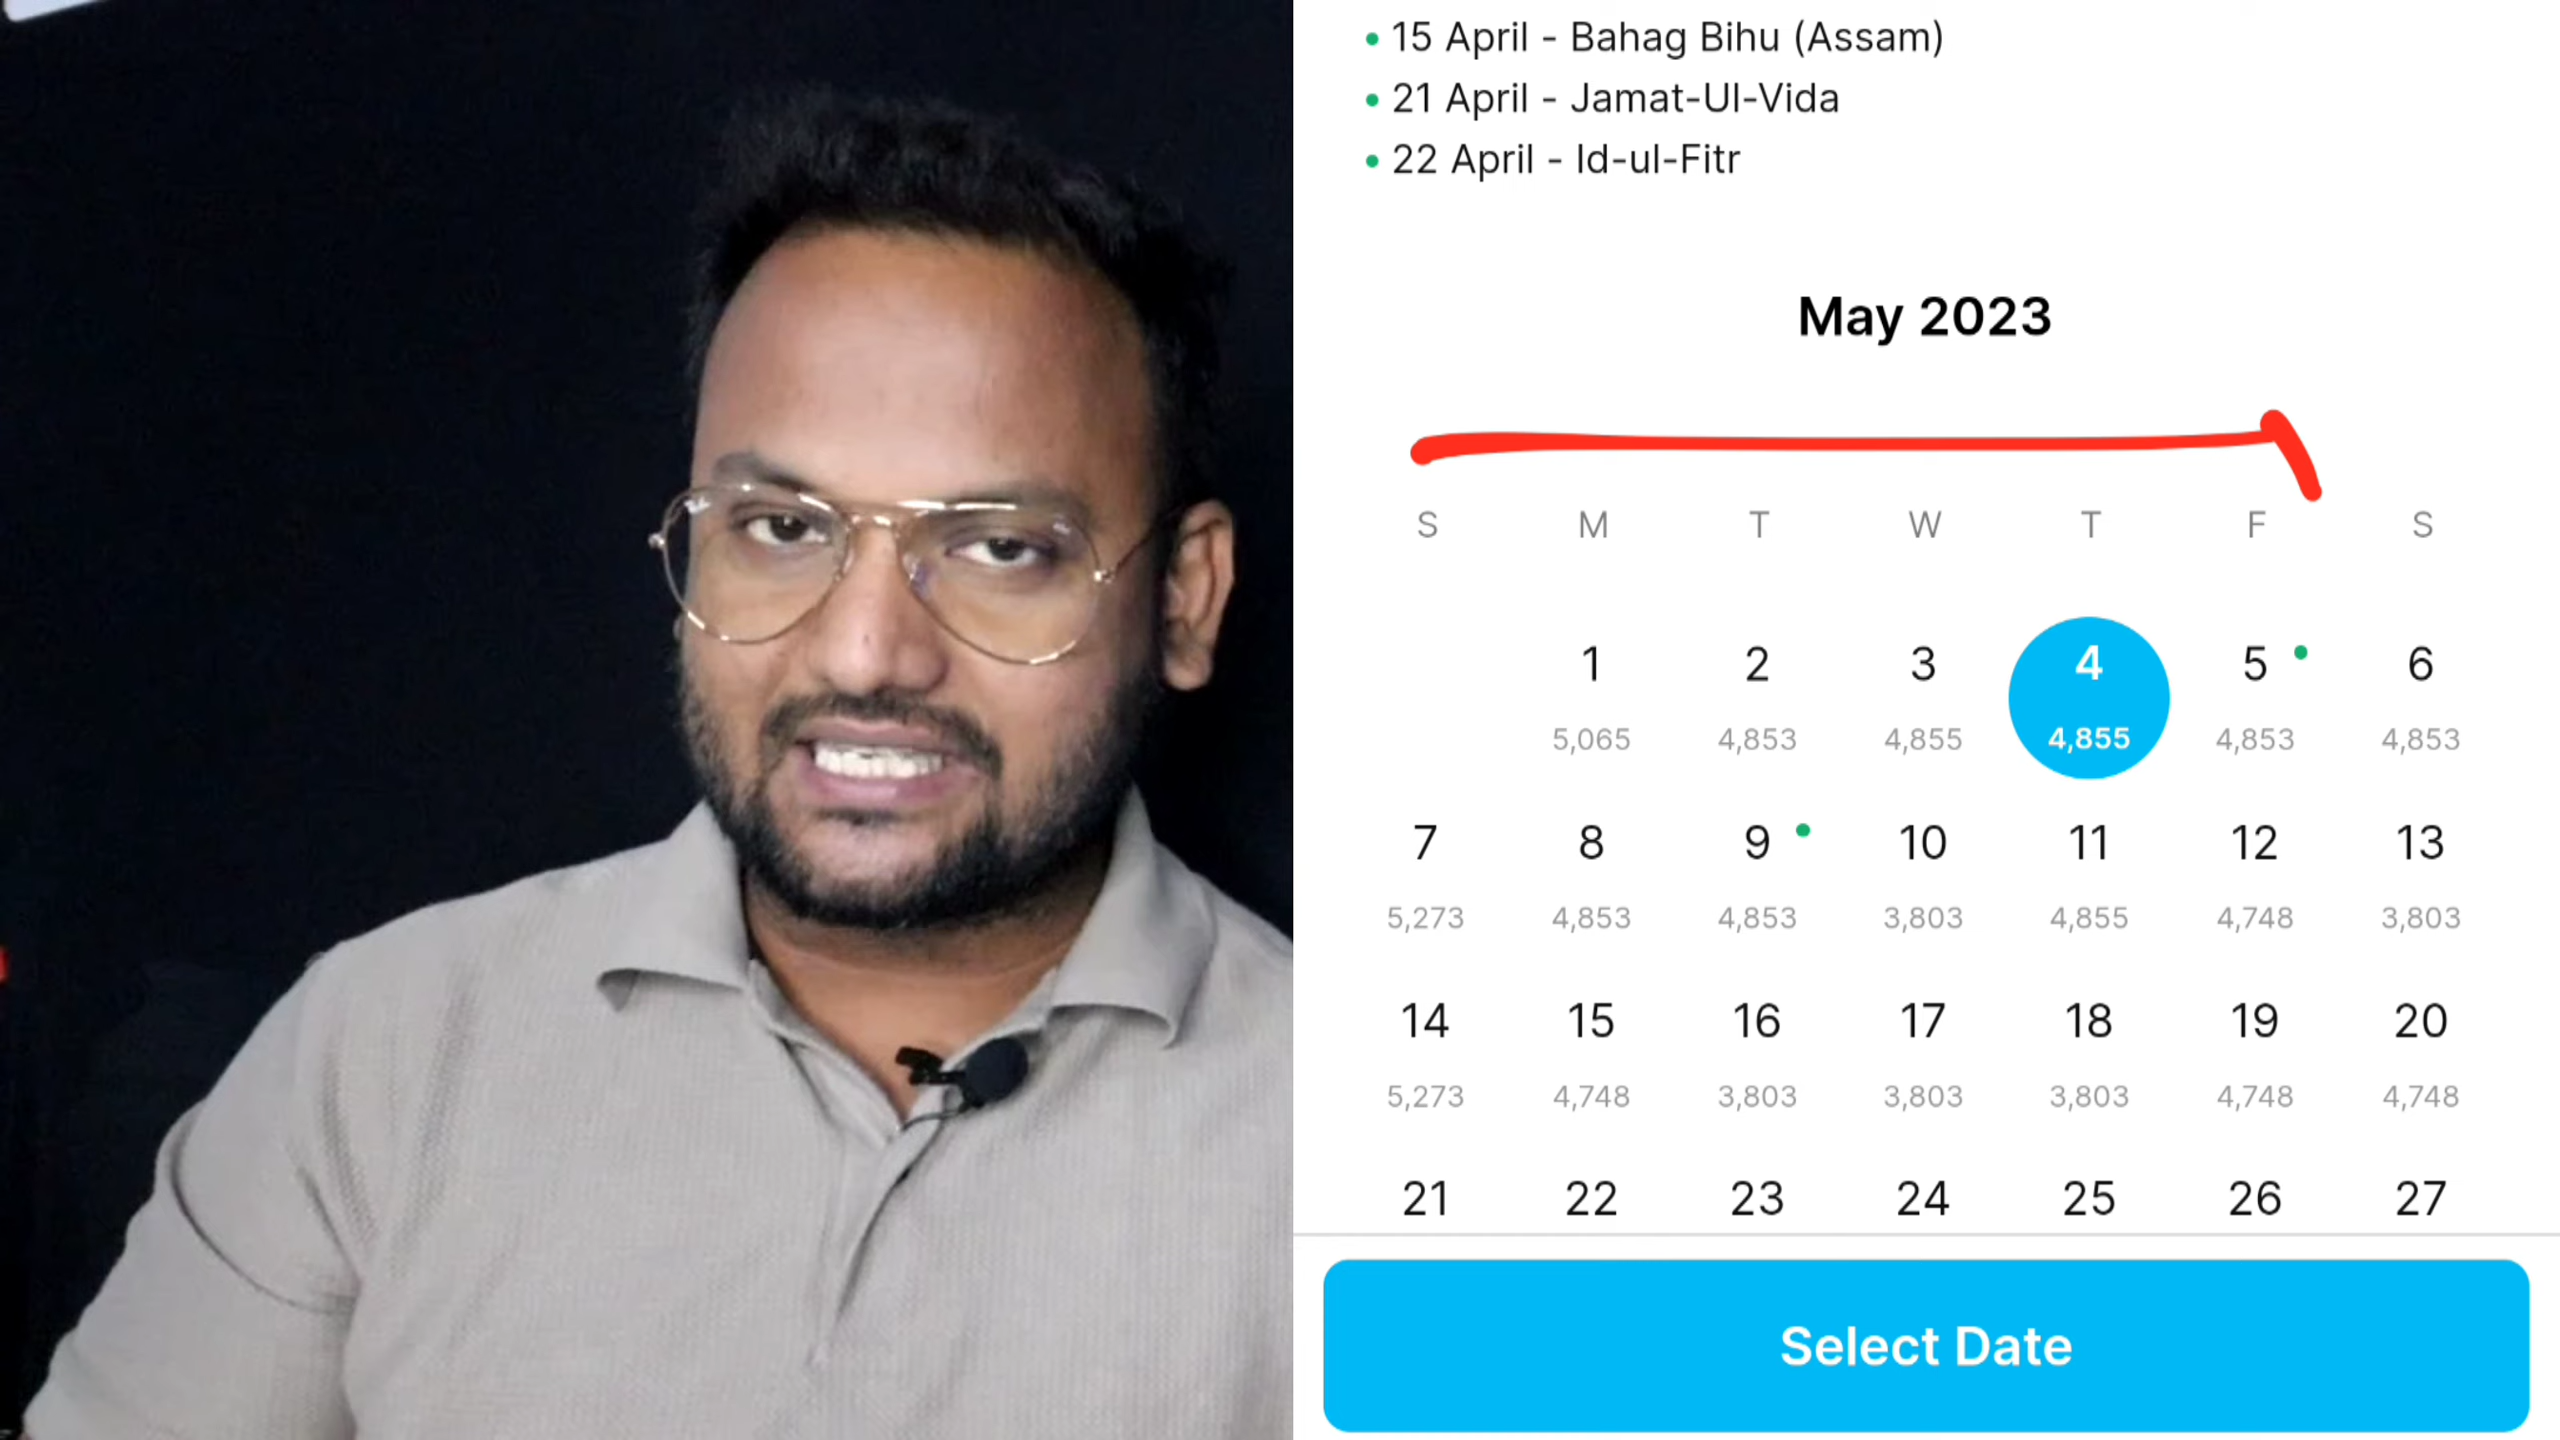 • 15 April - Bahag Bihu (Assam)
• 21 April - Jamat-Ul-Vida
• 22 April - Id-ul-Fitr
May 2023
S M T W T F S
1 2 3 4 5 6
5,065 4,853 4,855 4,855 4,853 4,853
7 8 9 10 11 12 13
5,273 4,853 4,853 3,803 4,855 4,748 3,803
14 15 16 17 18 19 20
5,273 4,748 3,803 3,803 3,803 4,748 4,748
21 22 23 24 25 26 27
Select Date